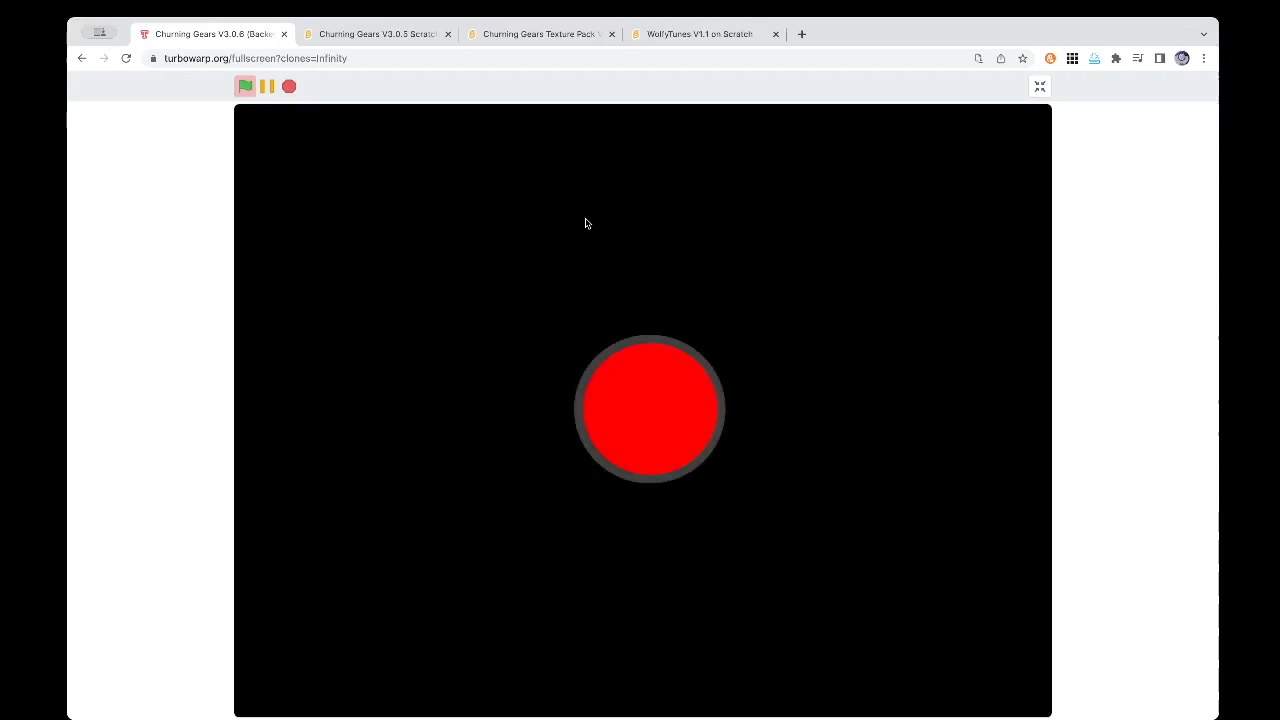 Churning Gears V3.0.6 (Backe
Churning Gears V3.0.5 Scratch
Churning Gears Texture Pack V
WolfyTunes V1.1 on Scratch
turbowarp.org/fullscreen?clones=Infinity